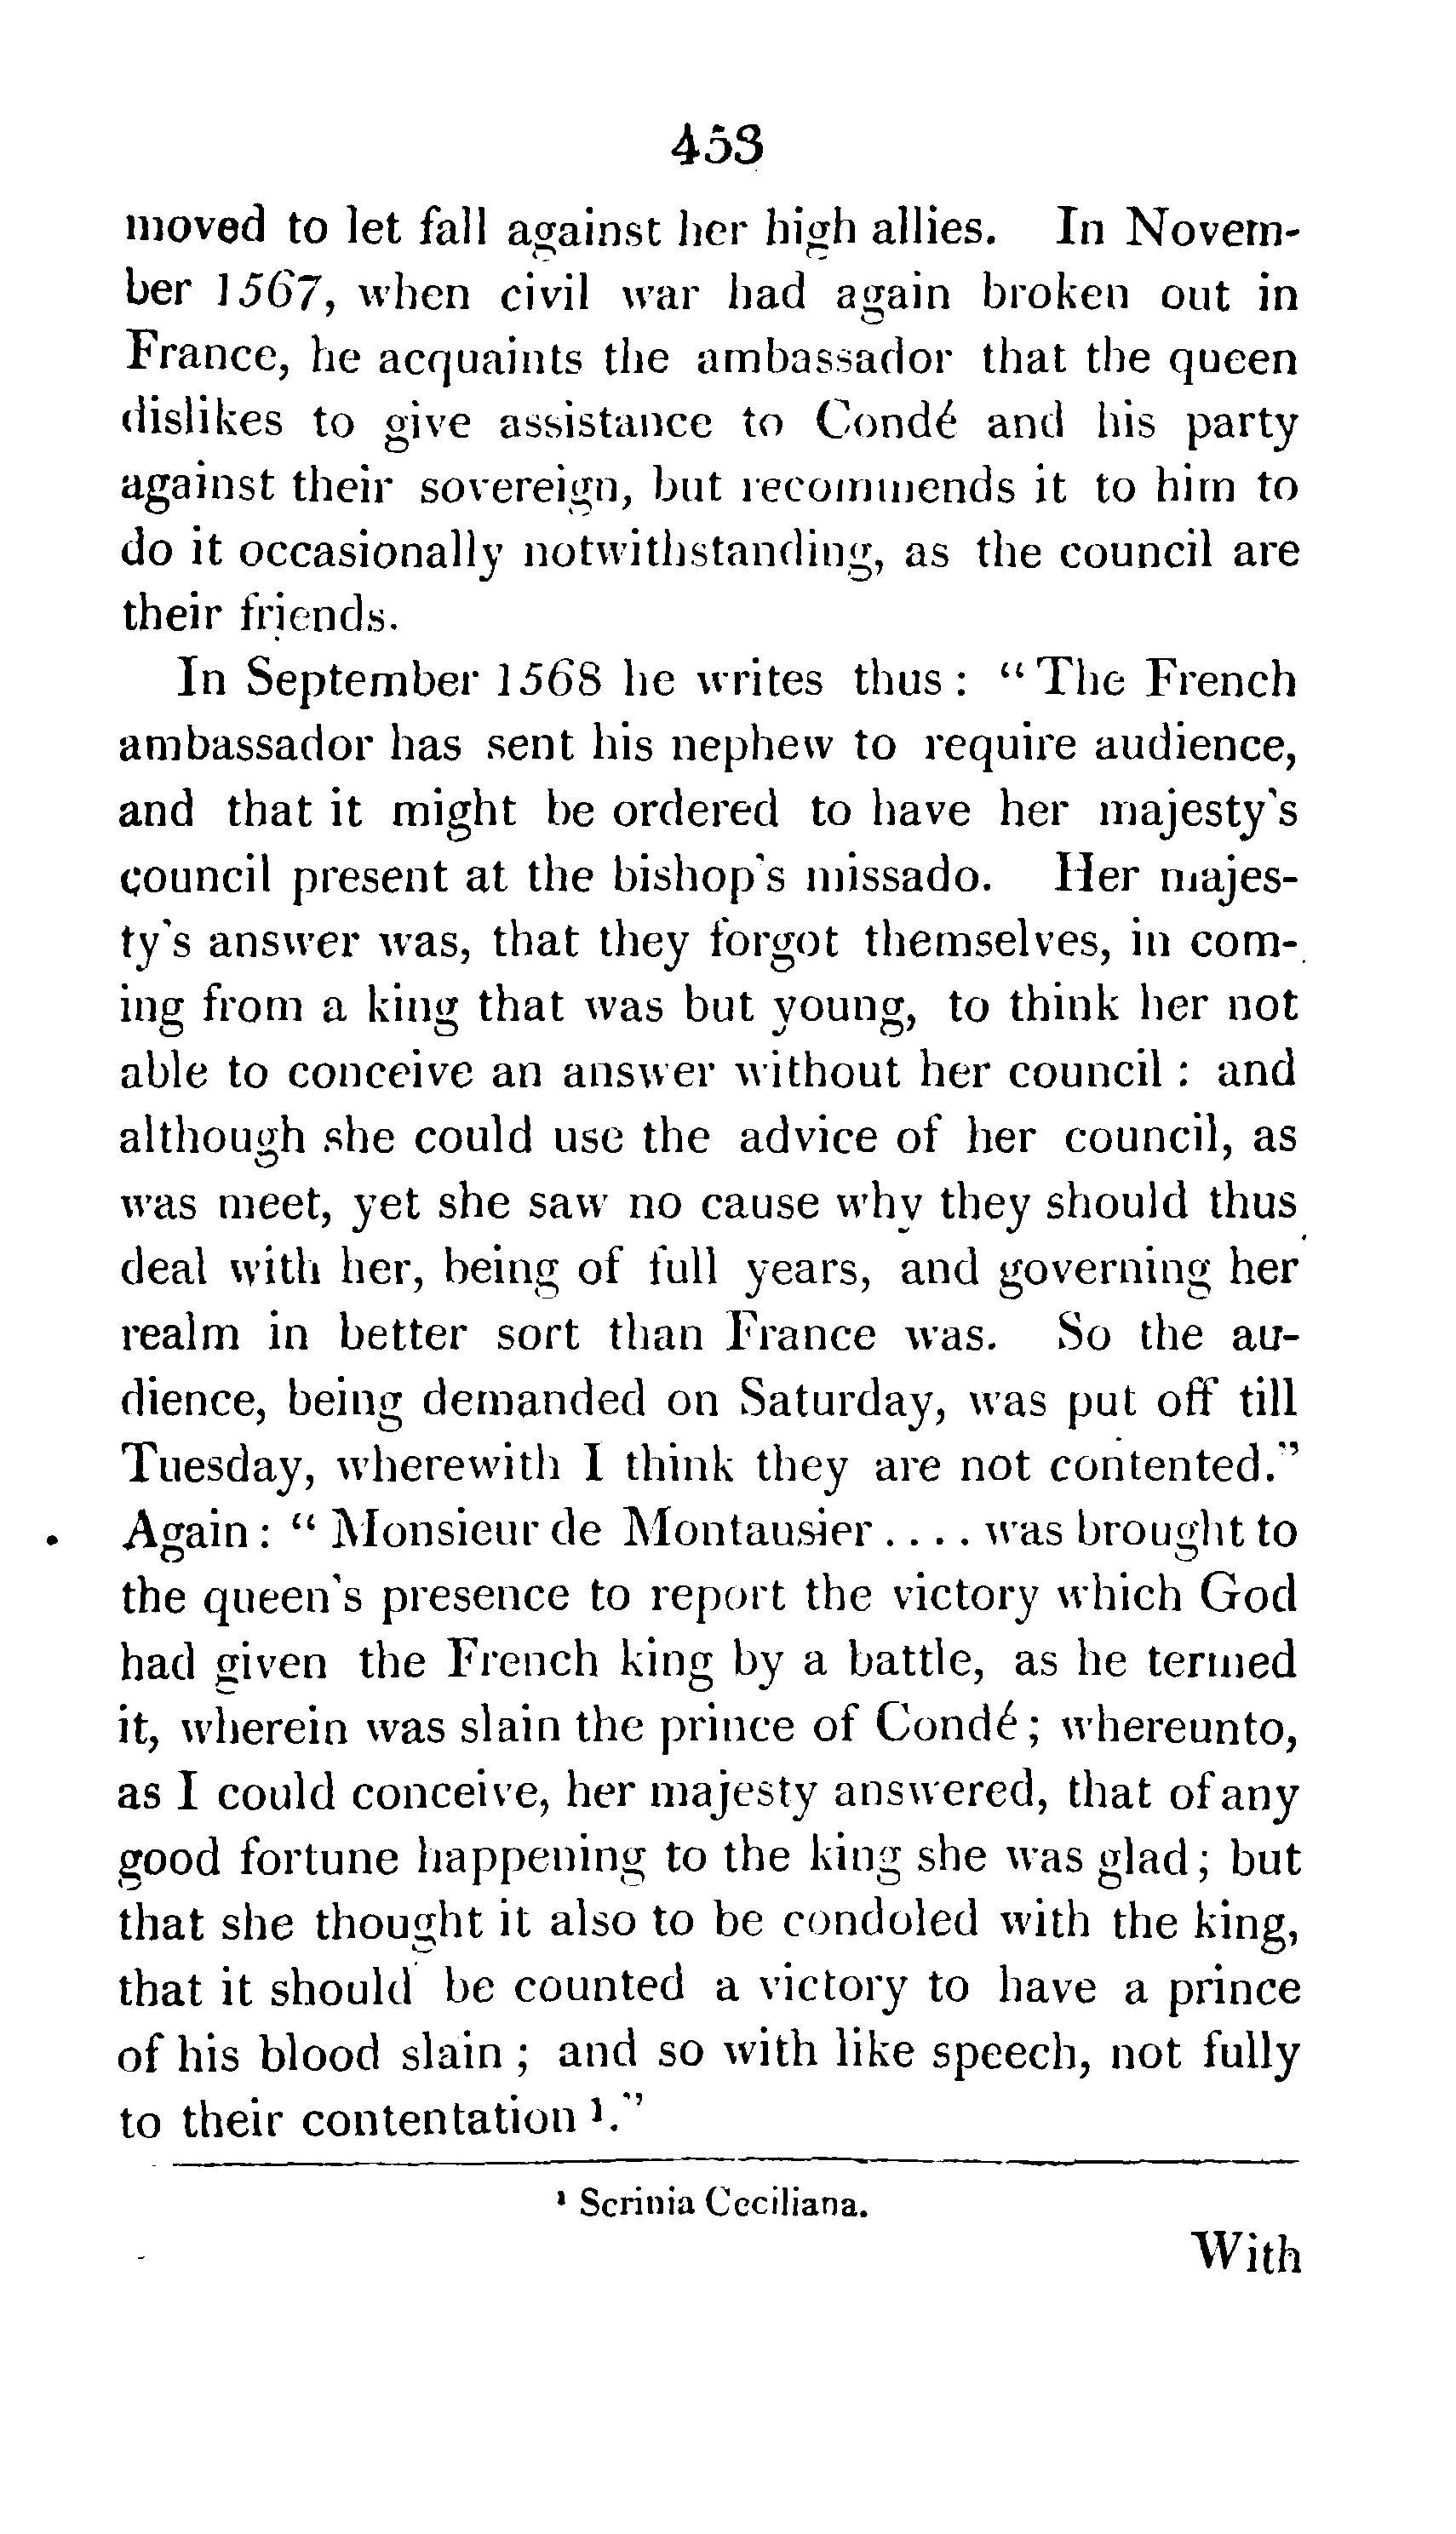 453
moved to let fall against her high allies. In Novem-
ber 1567, when civil war had again broken out in
France, he acquaints the ambassador that the queen
dislikes to give assistance to Condé and his party
against their sovereign, but recommends it to him to
do it occasionally notwithstanding, as the council are
their friends.
In September 1568 he writes thus : “ The French
ambassador has sent his nephew to require audience,
and that it might be ordered to have her majesty's
council present at the bishop's missado. Her majes-
ty's answer was, that they forgot themselves, in com-
ing from a king that was but young, to think her not
able to conceive an answer without her council : and
although she could use the advice of her council, as
was meet, yet she saw no cause why they should thus
deal with her, being of full years, and governing her
realm in better sort than France was. So the au-
dience, being demanded on Saturday, was put off till
Tuesday, wherewith I think they are not contented.”
Again : “ Monsieur de Montausier . . . . was brought to
the queen's presence to report the victory which God
had given the French king by a battle, as he termed
it, wherein was slain the prince of Condé ; whereunto,
as I could conceive, her majesty answered, that of any
good fortune happening to the king she was glad ; but
that she thought it also to be condoled with the king,
that it should be counted a victory to have a prince
of his blood slain ; and so with like speech, not fully
to their contentation ¹.”
¹ Scrinia Ceciliana.
With